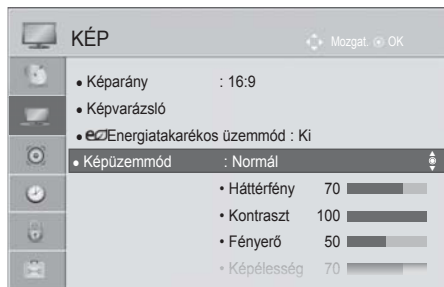 KÉP
Mozgat. OK
• Képarány : 16:9
• Képvarázsló
• eco Energiatakarékos üzemmód : Ki
• Képüzemmód : Normál
• Háttérfény 70
• Kontraszt 100
• Fényerő 50
• Képélesség 70